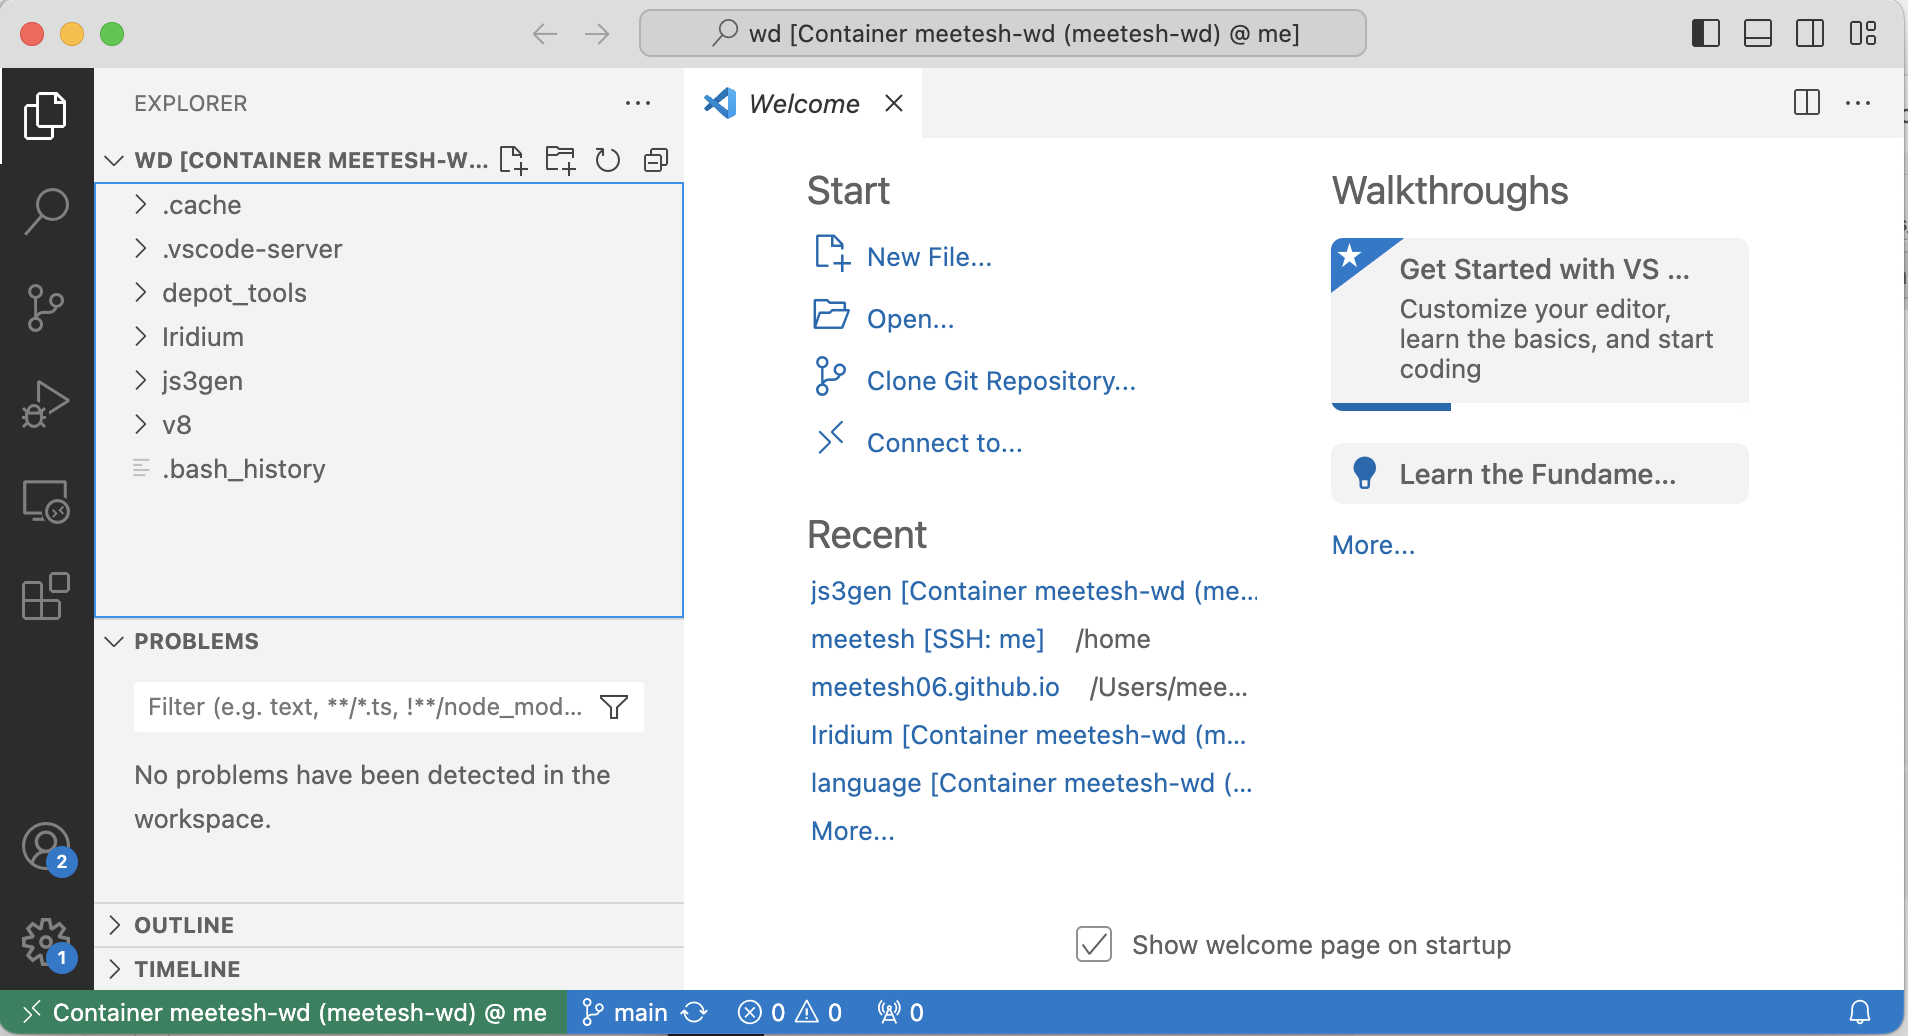 wd [Container meetesh-wd (meetesh-wd) @ me]
EXPLORER
WD [CONTAINER MEETESH-W...
.cache
.vscode-server
depot_tools
Iridium
js3gen
v8
.bash_history
PROBLEMS
Filter (e.g. text, **/*.ts, !**/node_mod...
No problems have been detected in the
workspace.
OUTLINE
TIMELINE
2
1
Welcome
Start
New File...
Open...
Clone Git Repository...
Connect to...
Recent
js3gen [Container meetesh-wd (me...
meetesh [SSH: me] /home
meetesh06.github.io /Users/mee...
Iridium [Container meetesh-wd (m...
language [Container meetesh-wd (...
More...
Walkthroughs
Get Started with VS ...
Customize your editor,
learn the basics, and start
coding
Learn the Fundame...
More...
Show welcome page on startup
Container meetesh-wd (meetesh-wd) @ me main 0 0 0